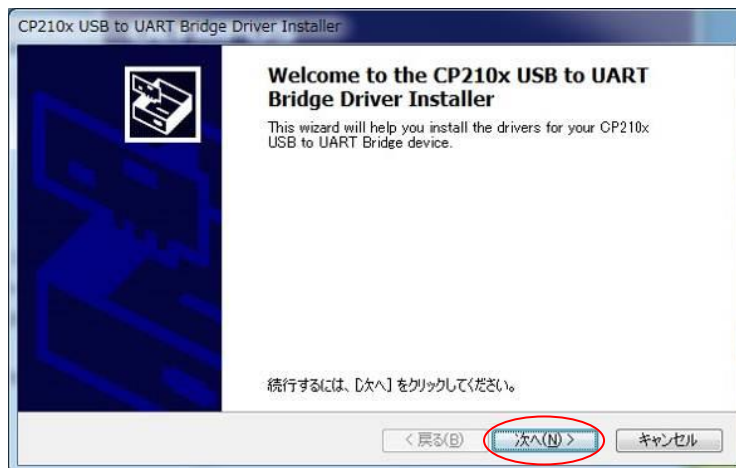 CP210x USB to UART Bridge Driver Installer
Welcome to the CP210x USB to UART
Bridge Driver Installer
This wizard will help you install the drivers for your CP210x
USB to UART Bridge device.
続行するには、[次へ] をクリックしてください。
< 戻る(B) 次へ(N) > キャンセル